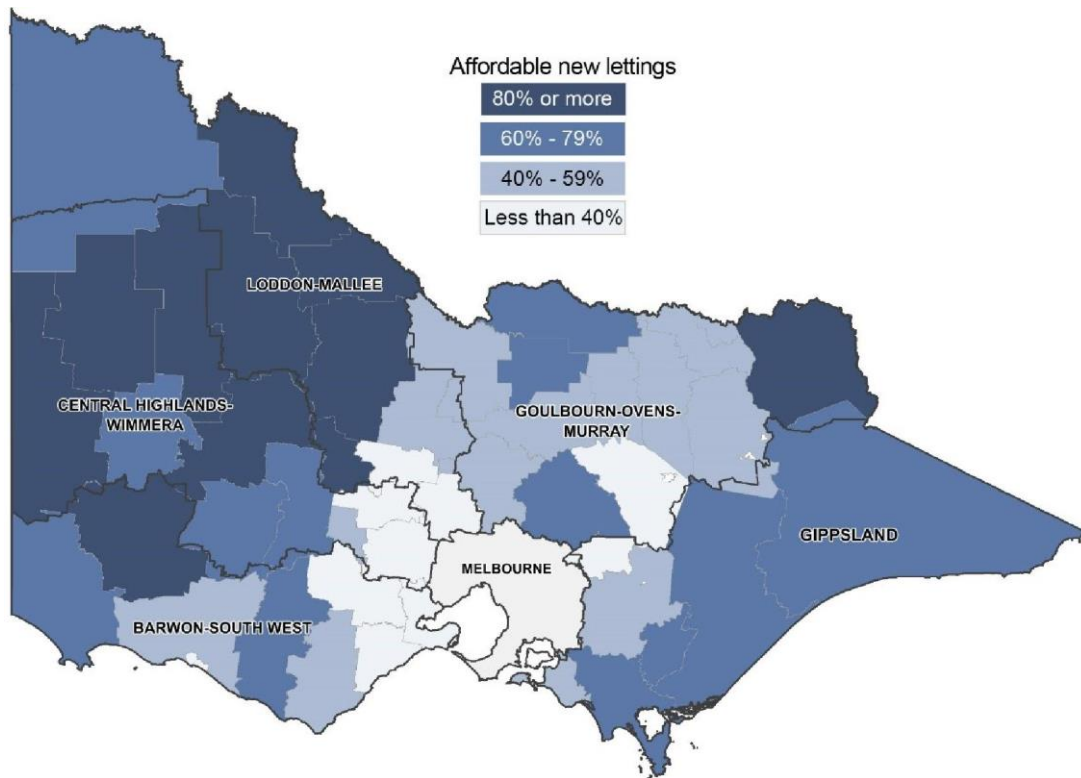 Affordable new lettings
80% or more
60% - 79%
40% - 59%
Less than 40%
LODDON-MALLEE
CENTRAL HIGHLANDS-
WIMMERA
GOULBOURN-OVENS-
MURRAY
GIPPSLAND
MELBOURNE
BARWON-SOUTH WEST